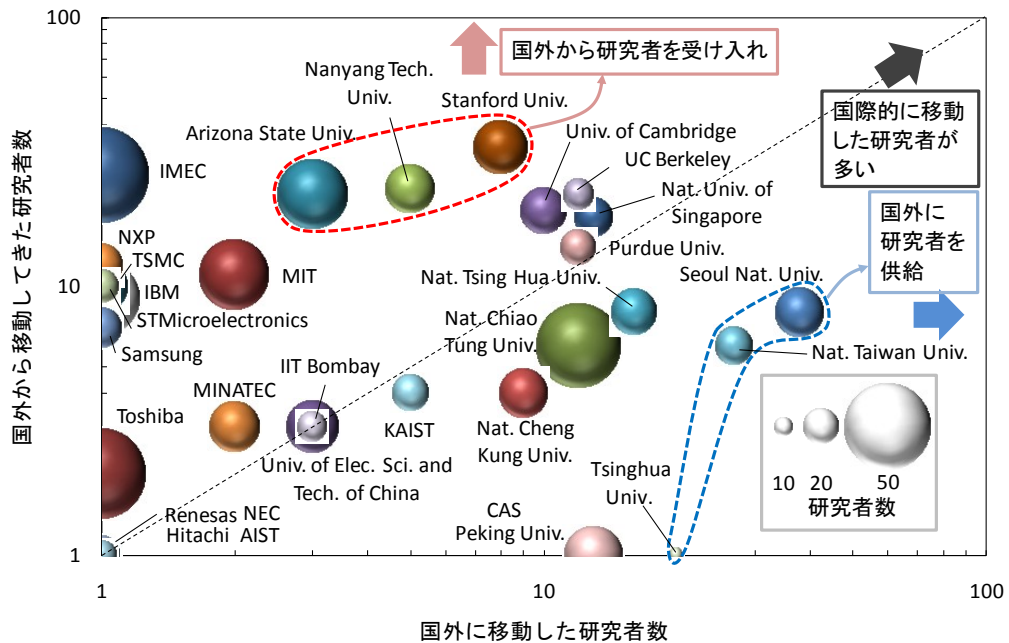 100
10
1
1
10
100
国外から移動してきた研究者数
国外に移動した研究者数
国外から研究者を受け入れ
国際的に移動
した研究者が
多い
国外に
研究者を
供給
Nanyang Tech.
Univ.
Stanford Univ.
Arizona State Univ.
Univ. of Cambridge
UC Berkeley
Nat. Univ. of
Singapore
Purdue Univ.
IMEC
NXP
TSMC
IBM
STMicroelectronics
Samsung
MIT
Nat. Tsing Hua Univ.
Seoul Nat. Univ.
Nat. Chiao
Tung Univ.
Nat. Taiwan Univ.
IIT Bombay
MINATEC
Toshiba
KAIST
Nat. Cheng
Kung Univ.
Univ. of Elec. Sci. and
Tech. of China
Tsinghua
Univ.
CAS
Peking Univ.
Renesas NEC
Hitachi AIST
10 20 50
研究者数